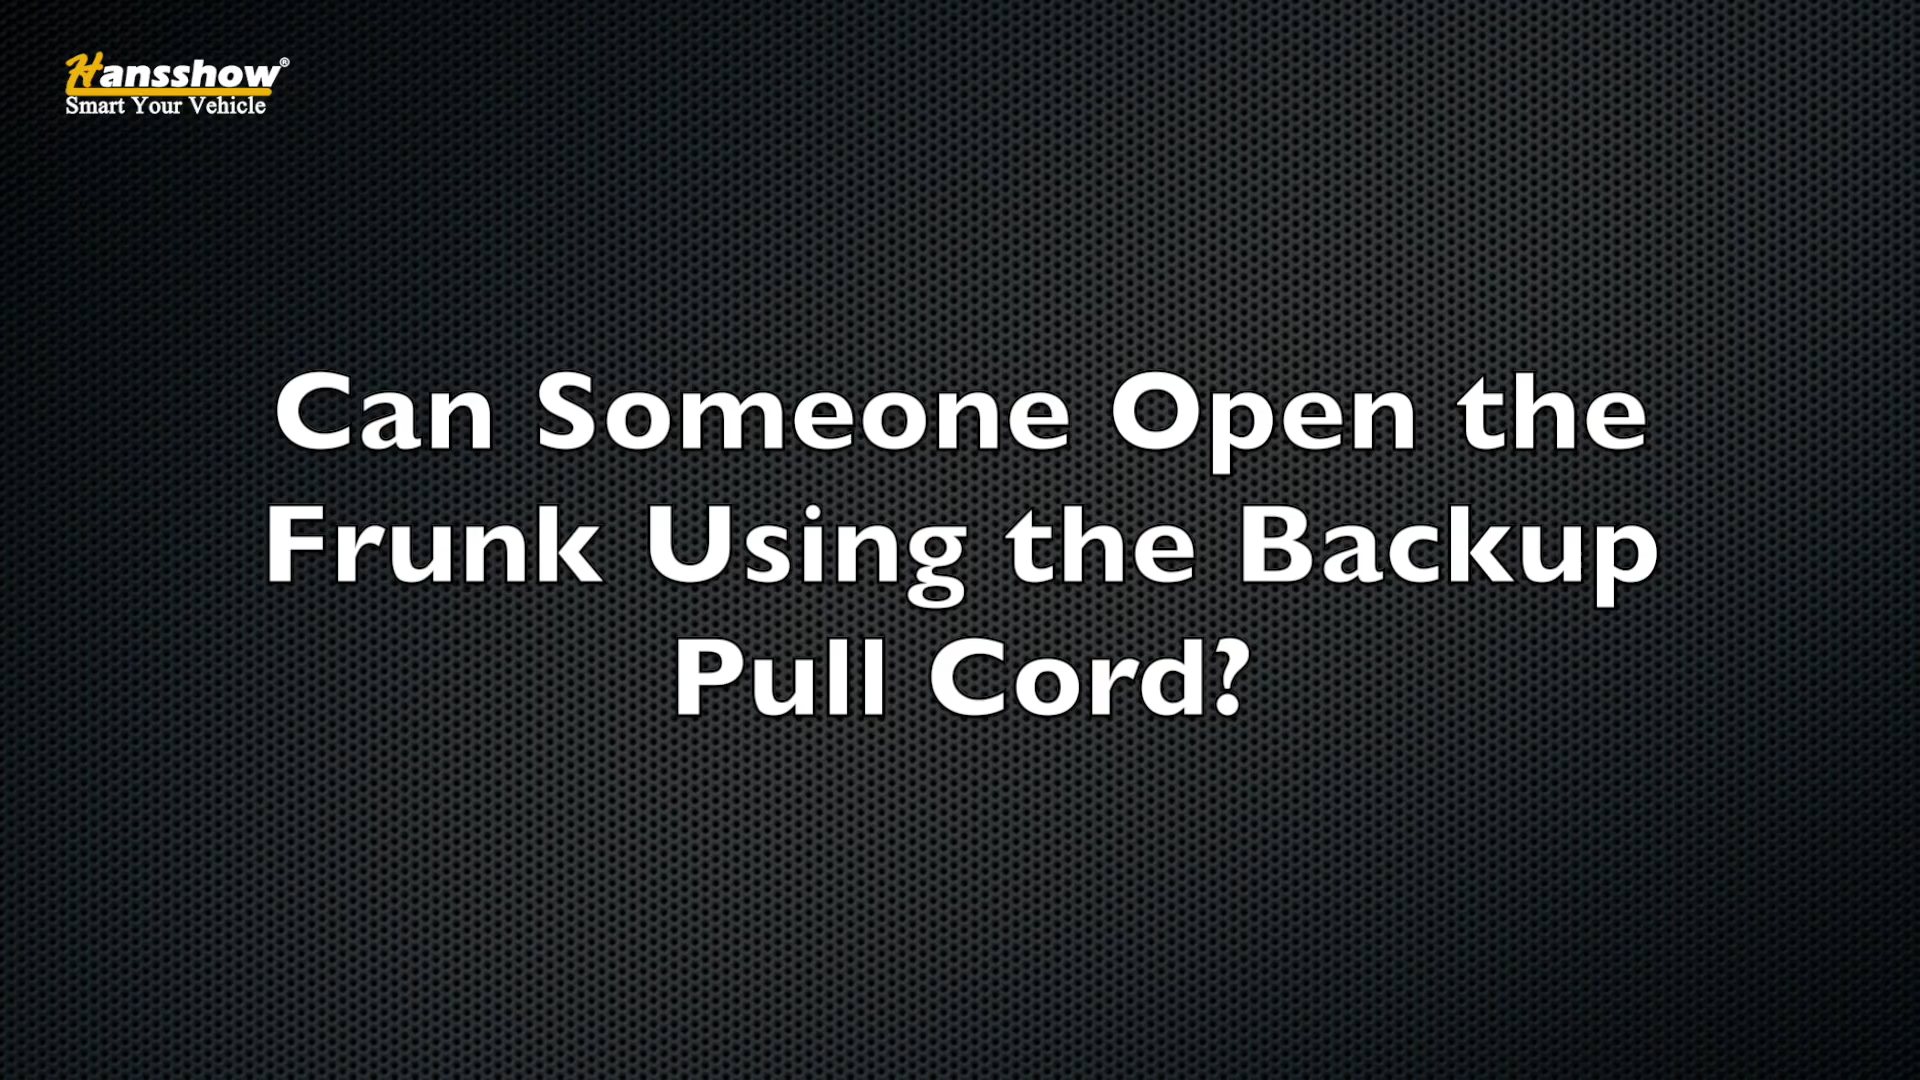 Hansshow®
Smart Your Vehicle
Can Someone Open the
Frunk Using the Backup
Pull Cord?